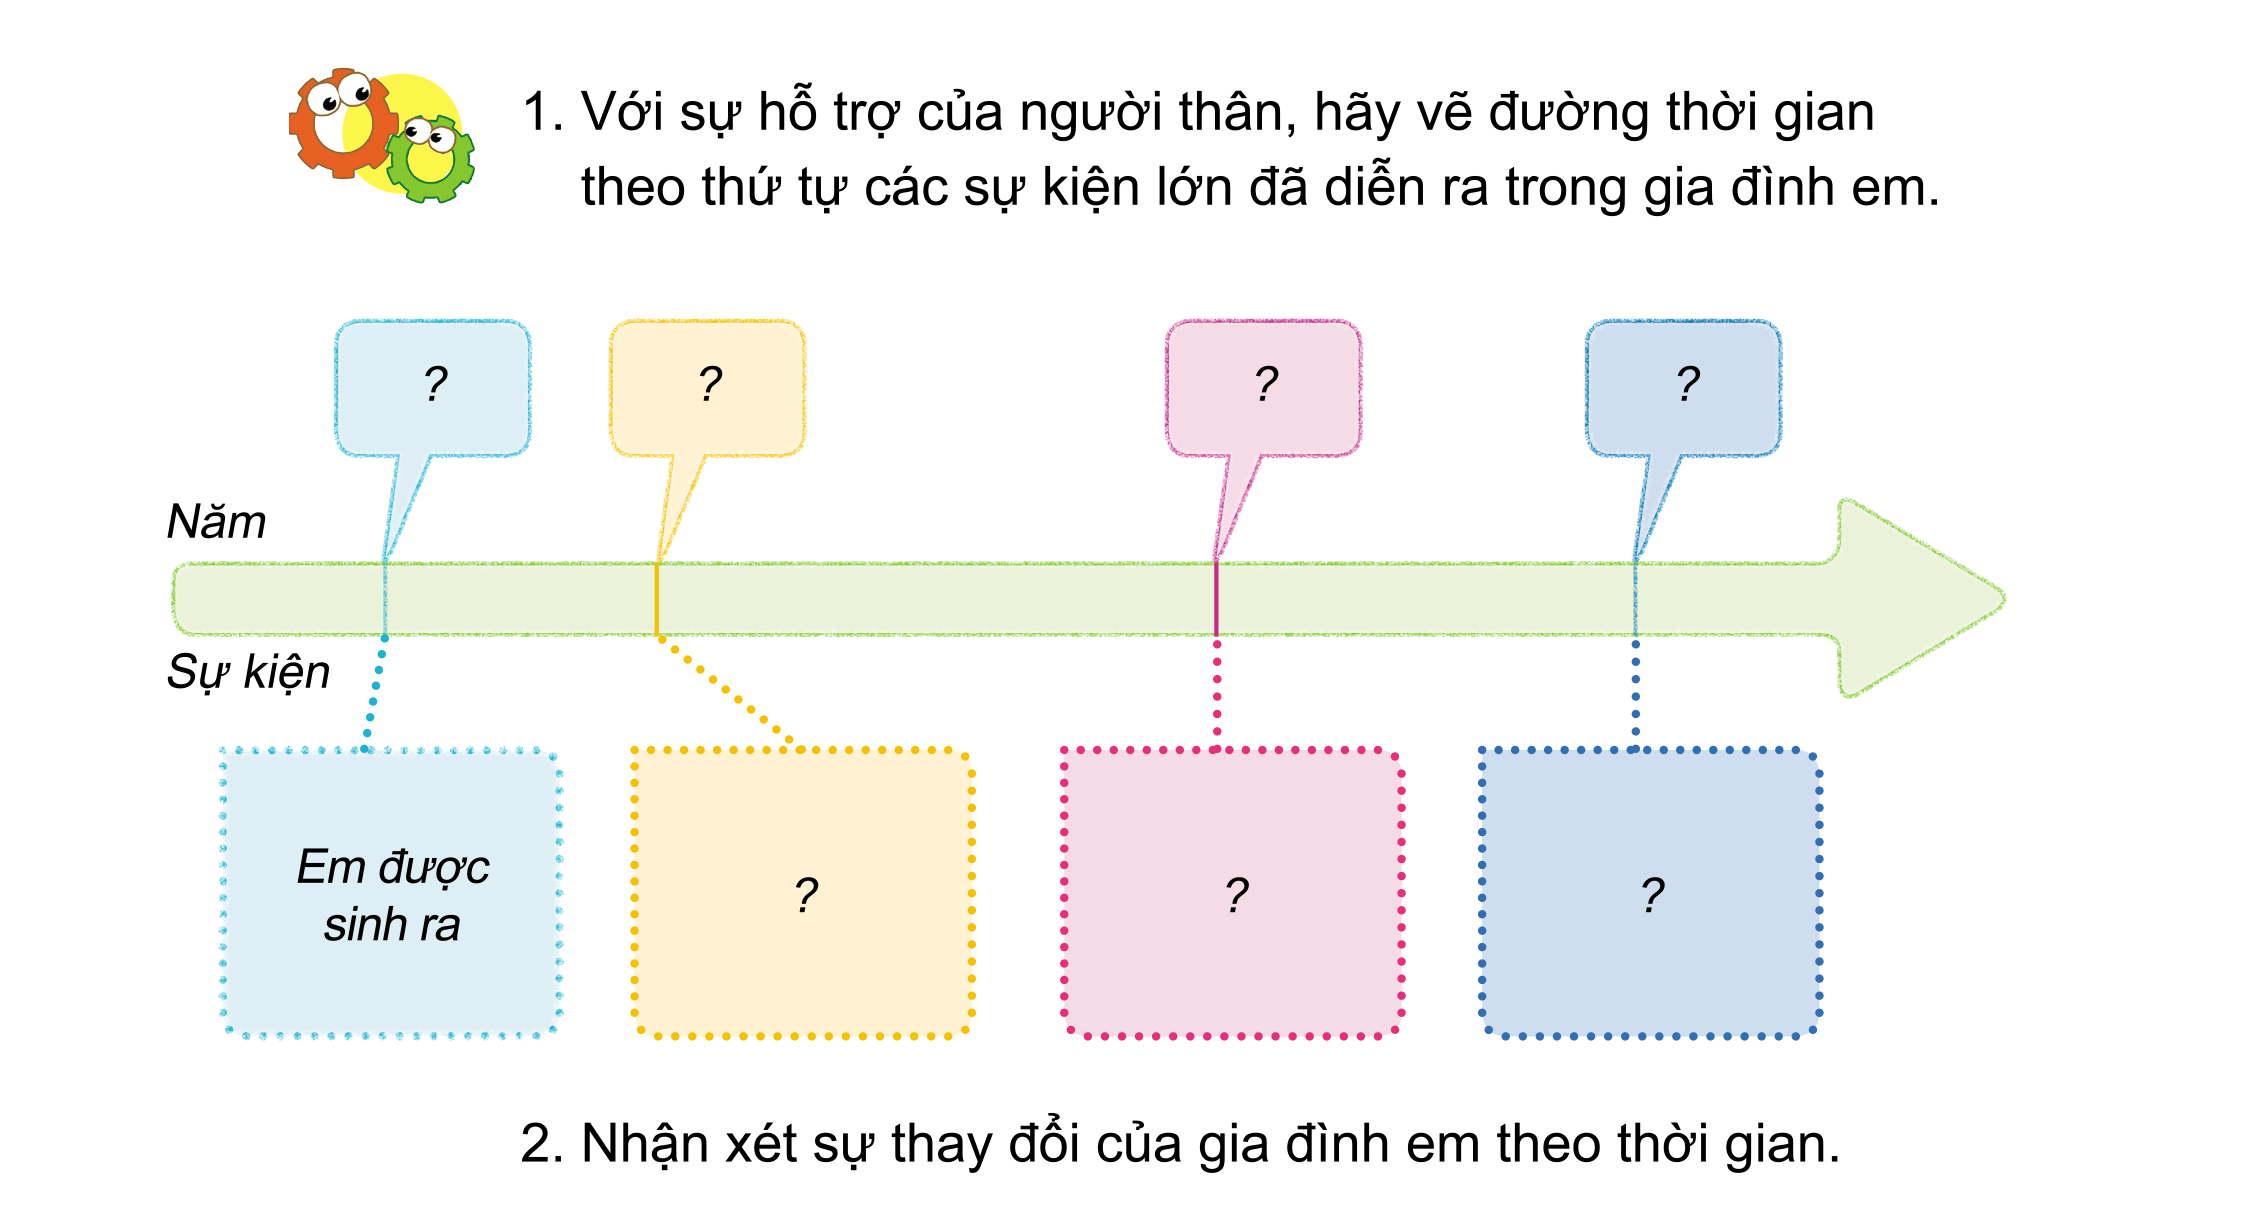 1. Với sự hỗ trợ của người thân, hãy vẽ đường thời gian
theo thứ tự các sự kiện lớn đã diễn ra trong gia đình em.
?
?
?
?
Năm
Sự kiện
Em được
sinh ra
?
?
?
2. Nhận xét sự thay đổi của gia đình em theo thời gian.